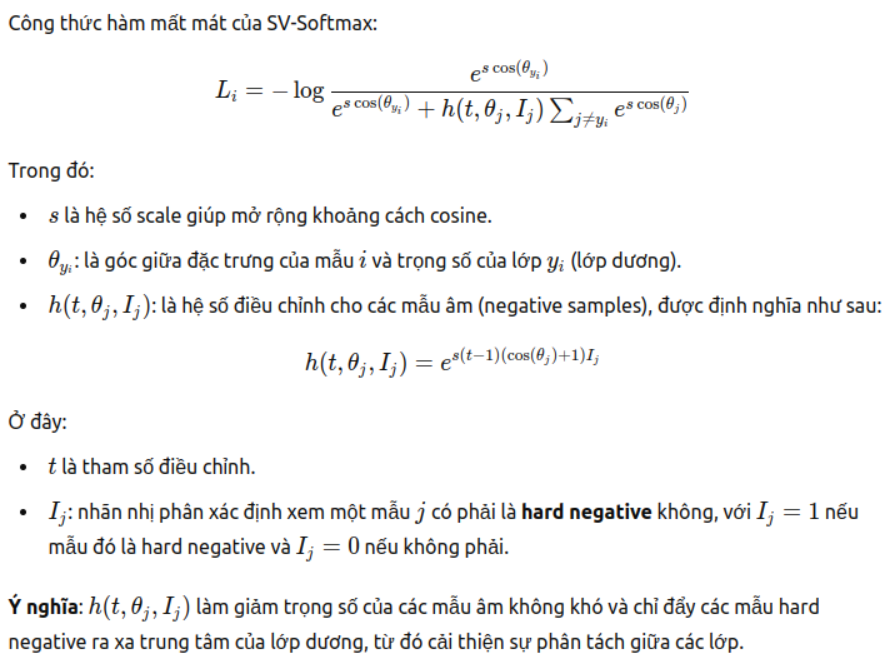 Công thức hàm mất mát của SV-Softmax:
$$L_i = -\log \frac{e^{s\cos(\theta_{y_i})}}{e^{s\cos(\theta_{y_i})} + h(t, \theta_j, I_j) \sum_{j \neq y_i} e^{s\cos(\theta_j)}}$$
Trong đó:
• $s$ là hệ số scale giúp mở rộng khoảng cách cosine.
• $\theta_{y_i}$: là góc giữa đặc trưng của mẫu $i$ và trọng số của lớp $y_i$ (lớp dương).
• $h(t, \theta_j, I_j)$: là hệ số điều chỉnh cho các mẫu âm (negative samples), được định nghĩa như sau:
$$h(t, \theta_j, I_j) = e^{s(t-1)(\cos(\theta_j)+1)I_j}$$
Ở đây:
• $t$ là tham số điều chỉnh.
• $I_j$: nhãn nhị phân xác định xem một mẫu $j$ có phải là hard negative không, với $I_j = 1$ nếu
mẫu đó là hard negative và $I_j = 0$ nếu không phải.
Ý nghĩa: $h(t, \theta_j, I_j)$ làm giảm trọng số của các mẫu âm không khó và chỉ đẩy các mẫu hard
negative ra xa trung tâm của lớp dương, từ đó cải thiện sự phân tách giữa các lớp.